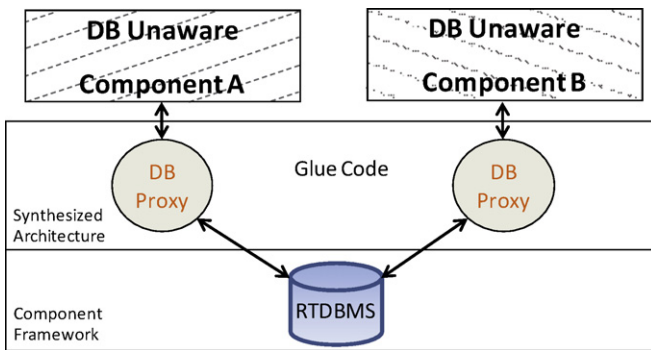 DB Unaware
Component A
DB Unaware
Component B
DB
Proxy
Glue Code
DB
Proxy
Synthesized
Architecture
RTDBMS
Component
Framework